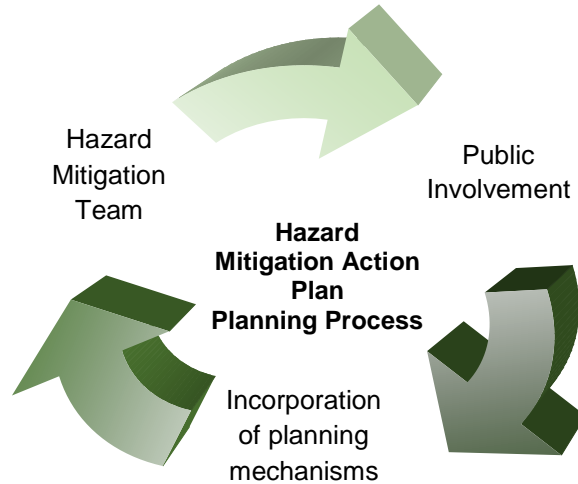 Hazard
Mitigation
Team
Public
Involvement
Hazard
Mitigation Action
Plan
Planning Process
Incorporation
of planning
mechanisms